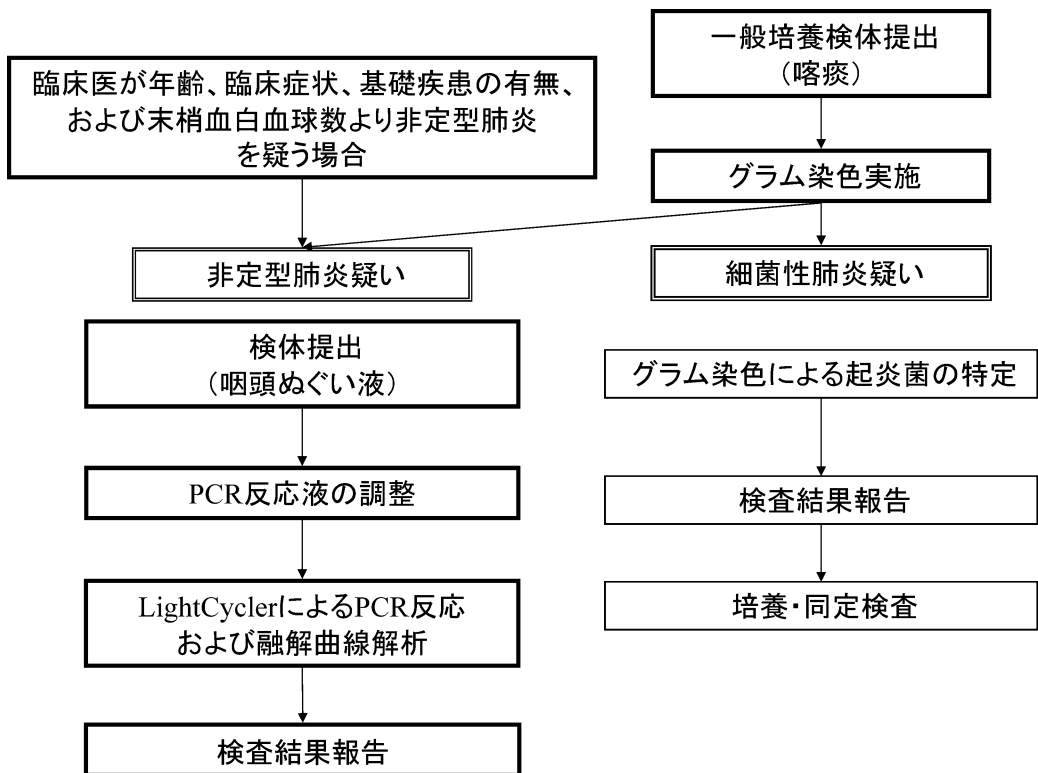 一般培養検体提出
（喀痰）
臨床医が年齢、臨床症状、基礎疾患の有無、
および末梢血白血球数より非定型肺炎
を疑う場合
グラム染色実施
非定型肺炎疑い
細菌性肺炎疑い
検体提出
（咽頭ぬぐい液）
グラム染色による起炎菌の特定
PCR反応液の調整
検査結果報告
LightCyclerによるPCR反応
および融解曲線解析
培養・同定検査
検査結果報告